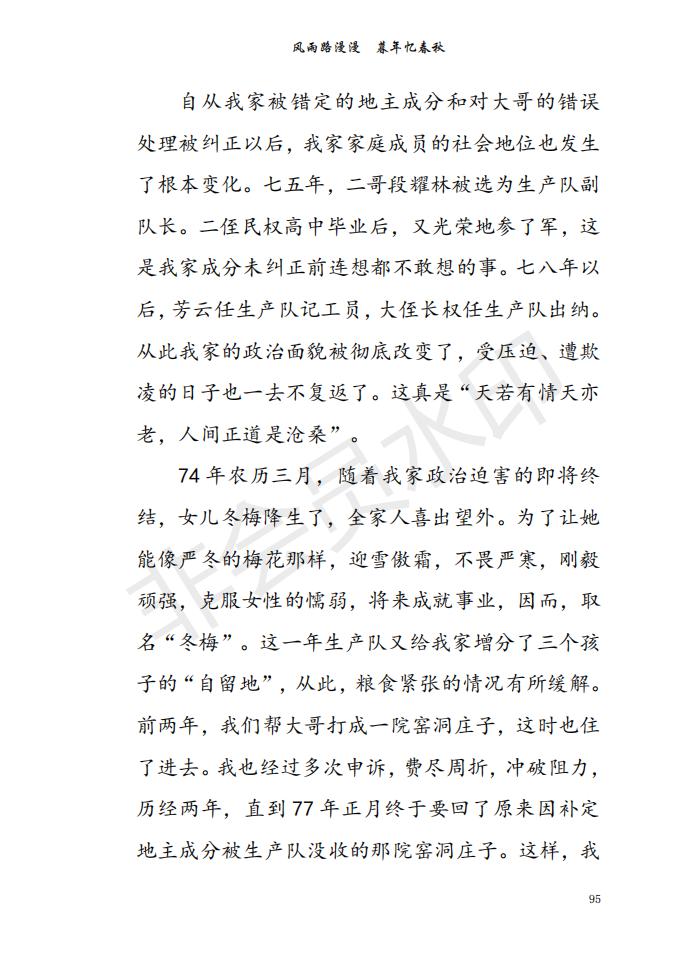 风雨路漫漫 暮年忆春秋
自从我家被错定的地主成分和对大哥的错误
处理被纠正以后，我家家庭成员的社会地位也发生
了根本变化。七五年，二哥段耀林被选为生产队副
队长。二侄民权高中毕业后，又光荣地参了军，这
是我家成分未纠正前连想都不敢想的事。七八年以
后，芳云任生产队记工员，大侄长权任生产队出纳。
从此我家的政治面貌被彻底改变了，受压迫、遭欺
凌的日子也一去不复返了。这真是“天若有情天亦
老，人间正道是沧桑”。
74 年农历三月，随着我家政治迫害的即将终
结，女儿冬梅降生了，全家人喜出望外。为了让她
能像严冬的梅花那样，迎雪傲霜，不畏严寒，刚毅
顽强，克服女性的懦弱，将来成就事业，因而，取
名“冬梅”。这一年生产队又给我家增分了三个孩
子的“自留地”，从此，粮食紧张的情况有所缓解。
前两年，我们帮大哥打成一院窑洞庄子，这时也住
了进去。我也经过多次申诉，费尽周折，冲破阻力，
历经两年，直到 77 年正月终于要回了原来因补定
地主成分被生产队没收的那院窑洞庄子。这样，我
95
非会员水印